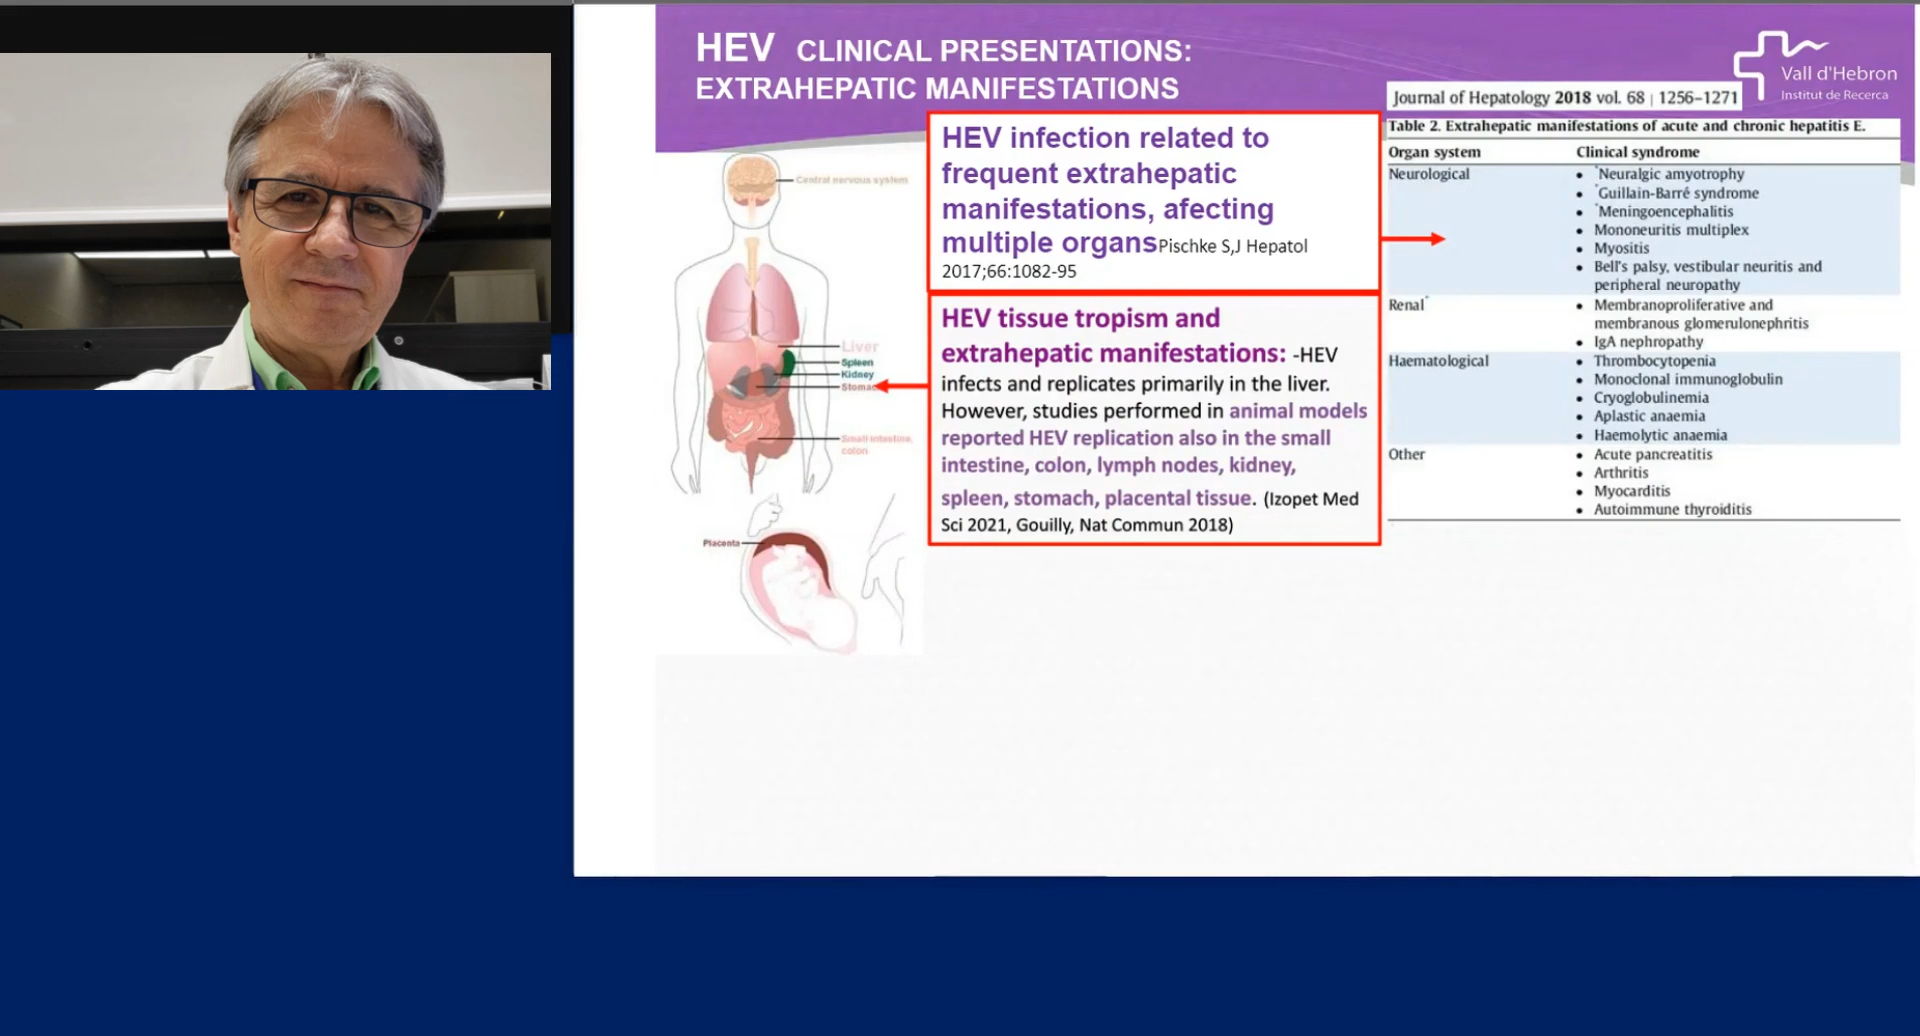 HEV CLINICAL PRESENTATIONS:
EXTRAHEPATIC MANIFESTATIONS
Vall d'Hebron
Institut de Recerca
Journal of Hepatology 2018 vol. 68 | 1256–1271
HEV infection related to
frequent extrahepatic
manifestations, afecting
multiple organsPischke S,J Hepatol
2017;66:1082-95
HEV tissue tropism and
extrahepatic manifestations: -HEV
infects and replicates primarily in the liver.
However, studies performed in animal models
reported HEV replication also in the small
intestine, colon, lymph nodes, kidney,
spleen, stomach, placental tissue. (Izopet Med
Sci 2021, Gouilly, Nat Commun 2018)
Central nervous system
Liver
Spleen
Kidney
Small intestine,
colon
Placenta
Table 2. Extrahepatic manifestations of acute and chronic hepatitis E.
Organ system Clinical syndrome
Neurological • *Neuralgic amyotrophy
• *Guillain-Barré syndrome
• *Meningoencephalitis
• Mononeuritis multiplex
• Myositis
• Bell's palsy, vestibular neuritis and
peripheral neuropathy
Renal* • Membranoproliferative and
membranous glomerulonephritis
• IgA nephropathy
Haematological • Thrombocytopenia
• Monoclonal immunoglobulin
• Cryoglobulinemia
• Aplastic anaemia
• Haemolytic anaemia
Other • Acute pancreatitis
• Arthritis
• Myocarditis
• Autoimmune thyroiditis